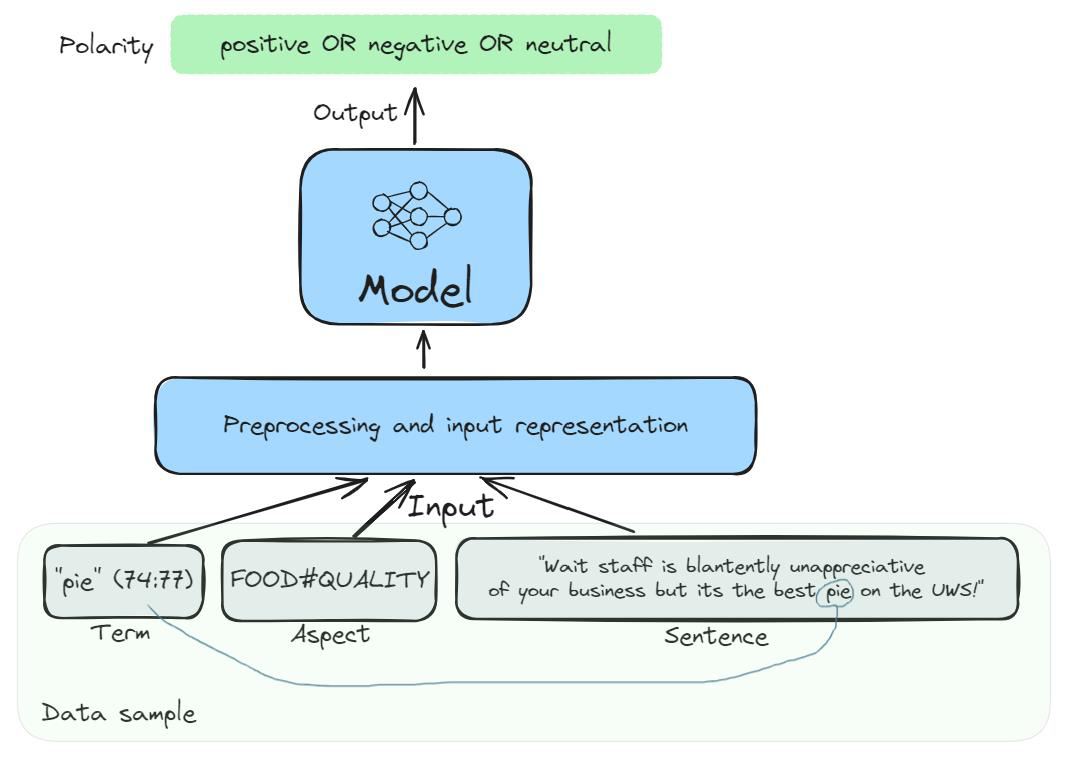 Polarity
positive OR negative OR neutral
Output
Model
Preprocessing and input representation
Input
"pie" (74:77)
FOOD#QUALITY
"Wait staff is blantently unappreciative
of your business but its the best pie on the UWS!"
Term
Aspect
Sentence
Data sample